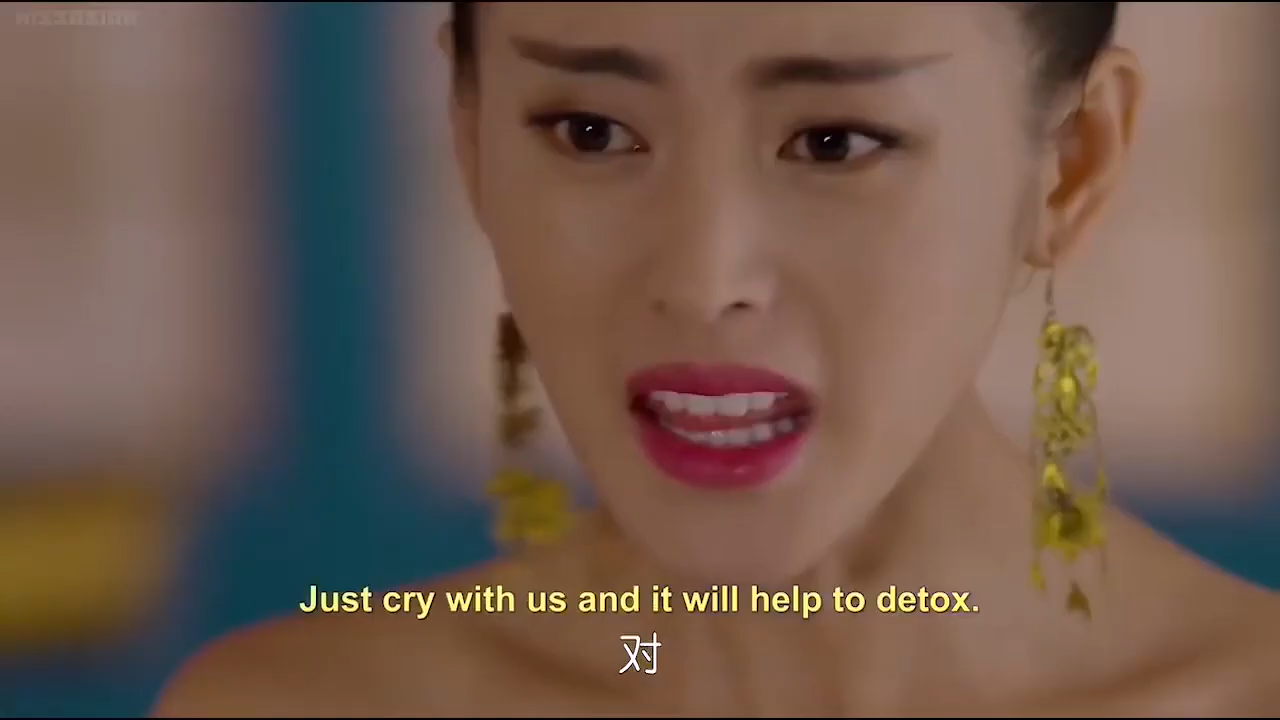 Just cry with us and it will help to detox.
对